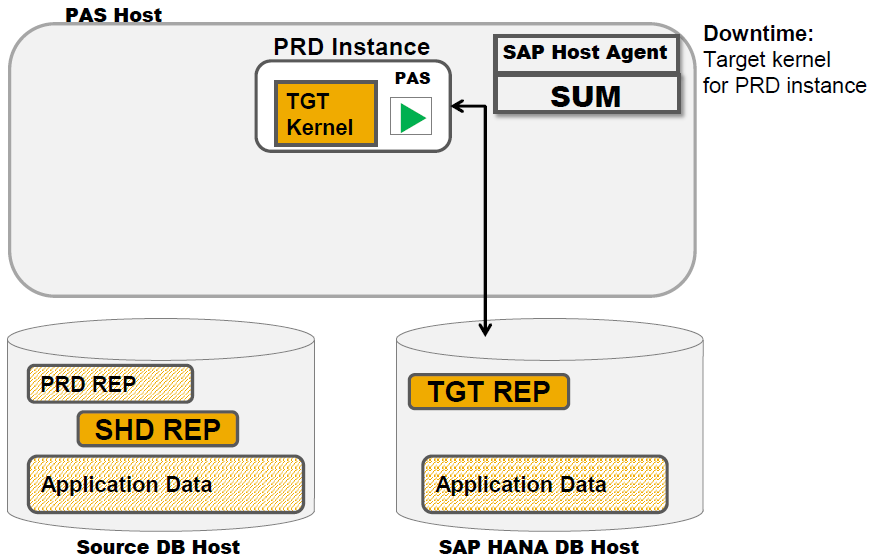 PAS Host
PRD Instance
PAS
TGT
Kernel
SAP Host Agent
SUM
Downtime:
Target kernel
for PRD instance
PRD REP
SHD REP
Application Data
Source DB Host
TGT REP
Application Data
SAP HANA DB Host